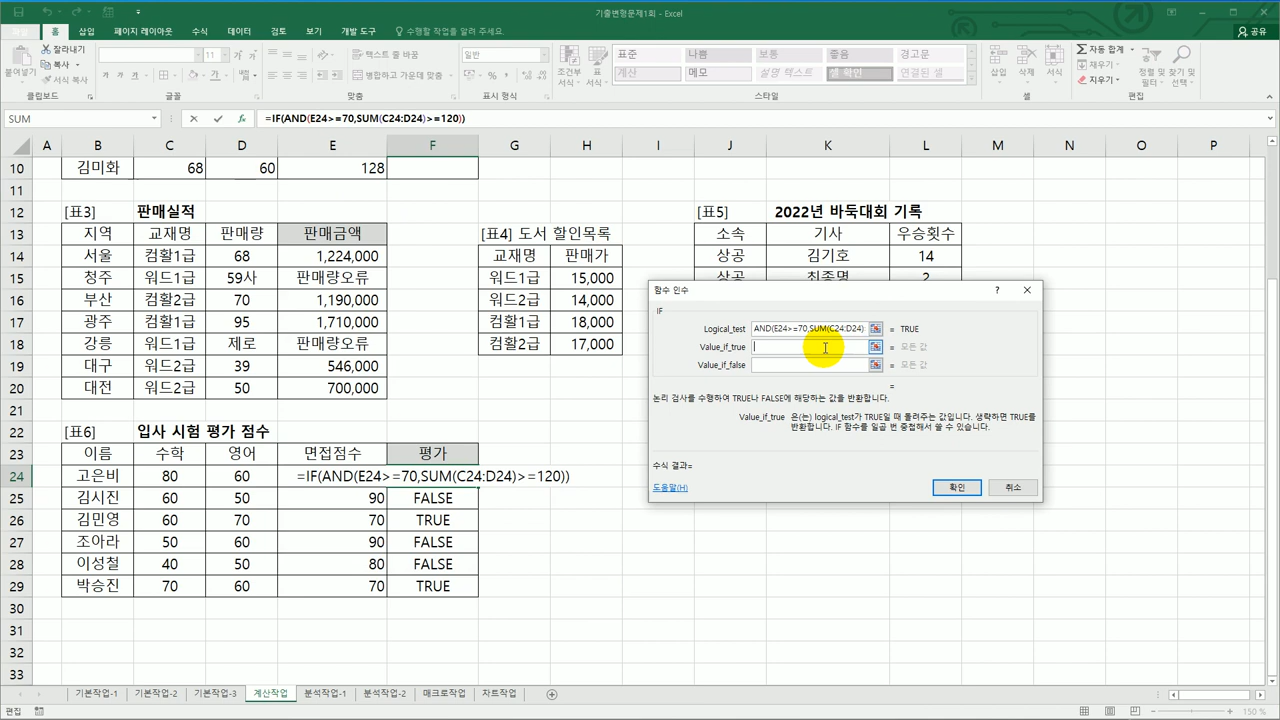 기출변형문제1회 - Excel
파일 홈 삽입 페이지 레이아웃 수식 데이터 검토 보기 개발 도구 수행할 작업을 알려 주세요. 공유
붙여넣기 잘라내기 복사 서식 복사 클립보드
11 가 가 가 글꼴
텍스트 줄 바꿈 병합하고 가운데 맞춤 맞춤
일반 % 표시 형식
조건부 서식 표 서식
표준 나쁨 보통 좋음 경고문
계산 메모 설명 텍스트 셀 확인 연결된 셀
스타일
삽입 삭제 서식 셀
자동 합계 채우기 지우기 정렬 및 필터 찾기 및 선택 편집
SUM =IF(AND(E24>=70,SUM(C24:D24)>=120))
A B C D E F G H I J K L M N O P
10 김미화 68 60 128
11
12 [표3] 판매실적 [표5] 2022년 바둑대회 기록
13 지역 교재명 판매량 판매금액 [표4] 도서 할인목록 소속 기사 우승횟수
14 서울 컴활1급 68 1,224,000 교재명 판매가 상공 김기호 14
15 청주 워드1급 59사 판매량오류 워드1급 15,000 상공 최종명 2
16 부산 컴활2급 70 1,190,000 워드2급 14,000
17 광주 컴활1급 95 1,710,000 컴활1급 18,000
18 강릉 워드1급 제로 판매량오류 컴활2급 17,000
19 대구 워드2급 39 546,000
20 대전 워드2급 50 700,000
21
22 [표6] 입사 시험 평가 점수
23 이름 수학 영어 면접점수 평가
24 고은비 80 60 =IF(AND(E24>=70,SUM(C24:D24)>=120))
25 김시진 60 50 90 FALSE
26 김민영 60 70 70 TRUE
27 조아라 50 60 90 FALSE
28 이성철 40 50 80 FALSE
29 박승진 70 60 70 TRUE
30
31
32
33
함수 인수 ?
IF
Logical_test AND(E24>=70,SUM(C24:D24) = TRUE
Value_if_true = 모든 값
Value_if_false = 모든 값
=
논리 검사를 수행하여 TRUE나 FALSE에 해당하는 값을 반환합니다.
Value_if_true 은(는) logical_test가 TRUE일 때 돌려주는 값입니다. 생략하면 TRUE를
반환합니다. IF 함수를 일곱 번 중첩해서 쓸 수 있습니다.
수식 결과=
도움말(H) 확인 취소
기본작업-1 기본작업-2 기본작업-3 계산작업 분석작업-1 분석작업-2 매크로작업 차트작업
편집 150 %